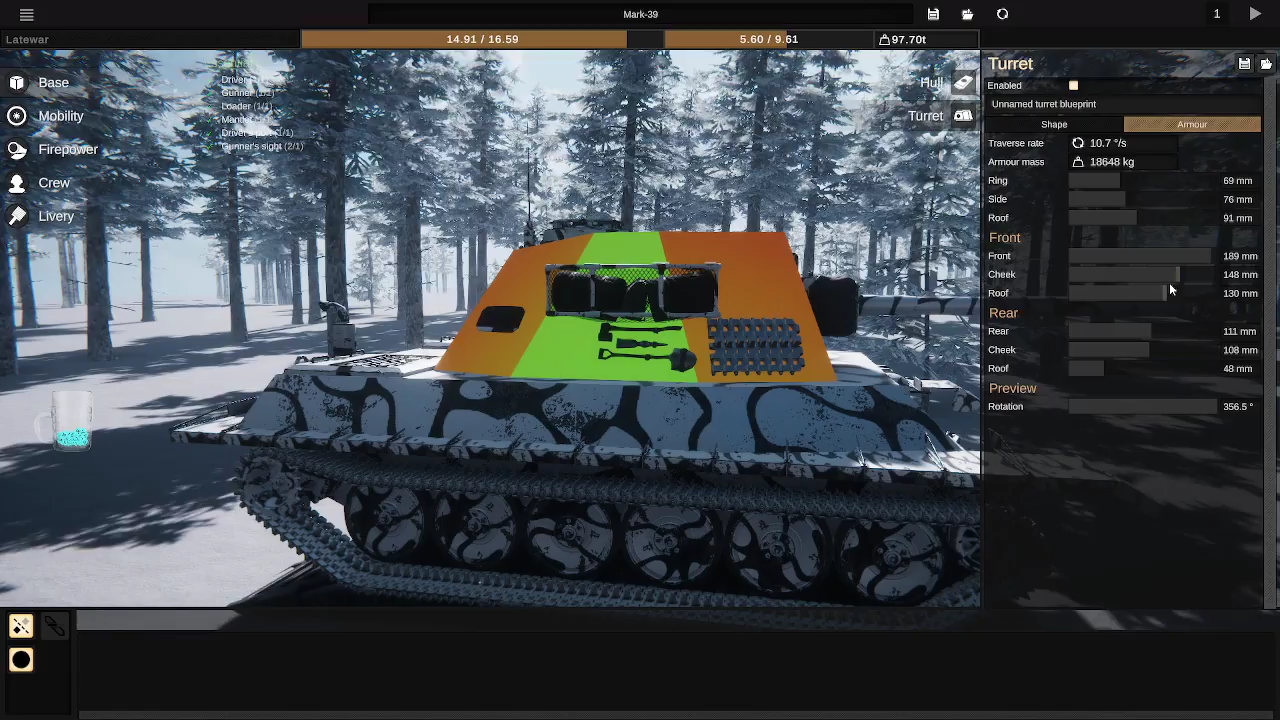 Mark-39
1
Latewar
14.91 / 16.59
5.60 / 9.61
97.70t
Base
Mobility
Firepower
Crew
Livery
Gunner (1/1)
Loader (1/1)
Driver's port (1/1)
Gunner's sight (2/1)
Hull
Turret
Turret
Enabled
Unnamed turret blueprint
Shape
Armour
Traverse rate 10.7 °/s
Armour mass 18648 kg
Ring 69 mm
Side 76 mm
Roof 91 mm
Front
Front 189 mm
Cheek 148 mm
Roof 130 mm
Rear
Rear 111 mm
Cheek 108 mm
Roof 48 mm
Preview
Rotation 356.5 °